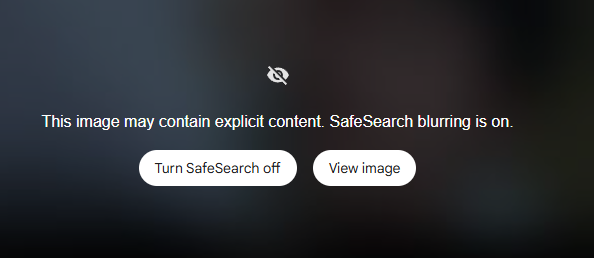 This image may contain explicit content. SafeSearch blurring is on.
Turn SafeSearch off
View image